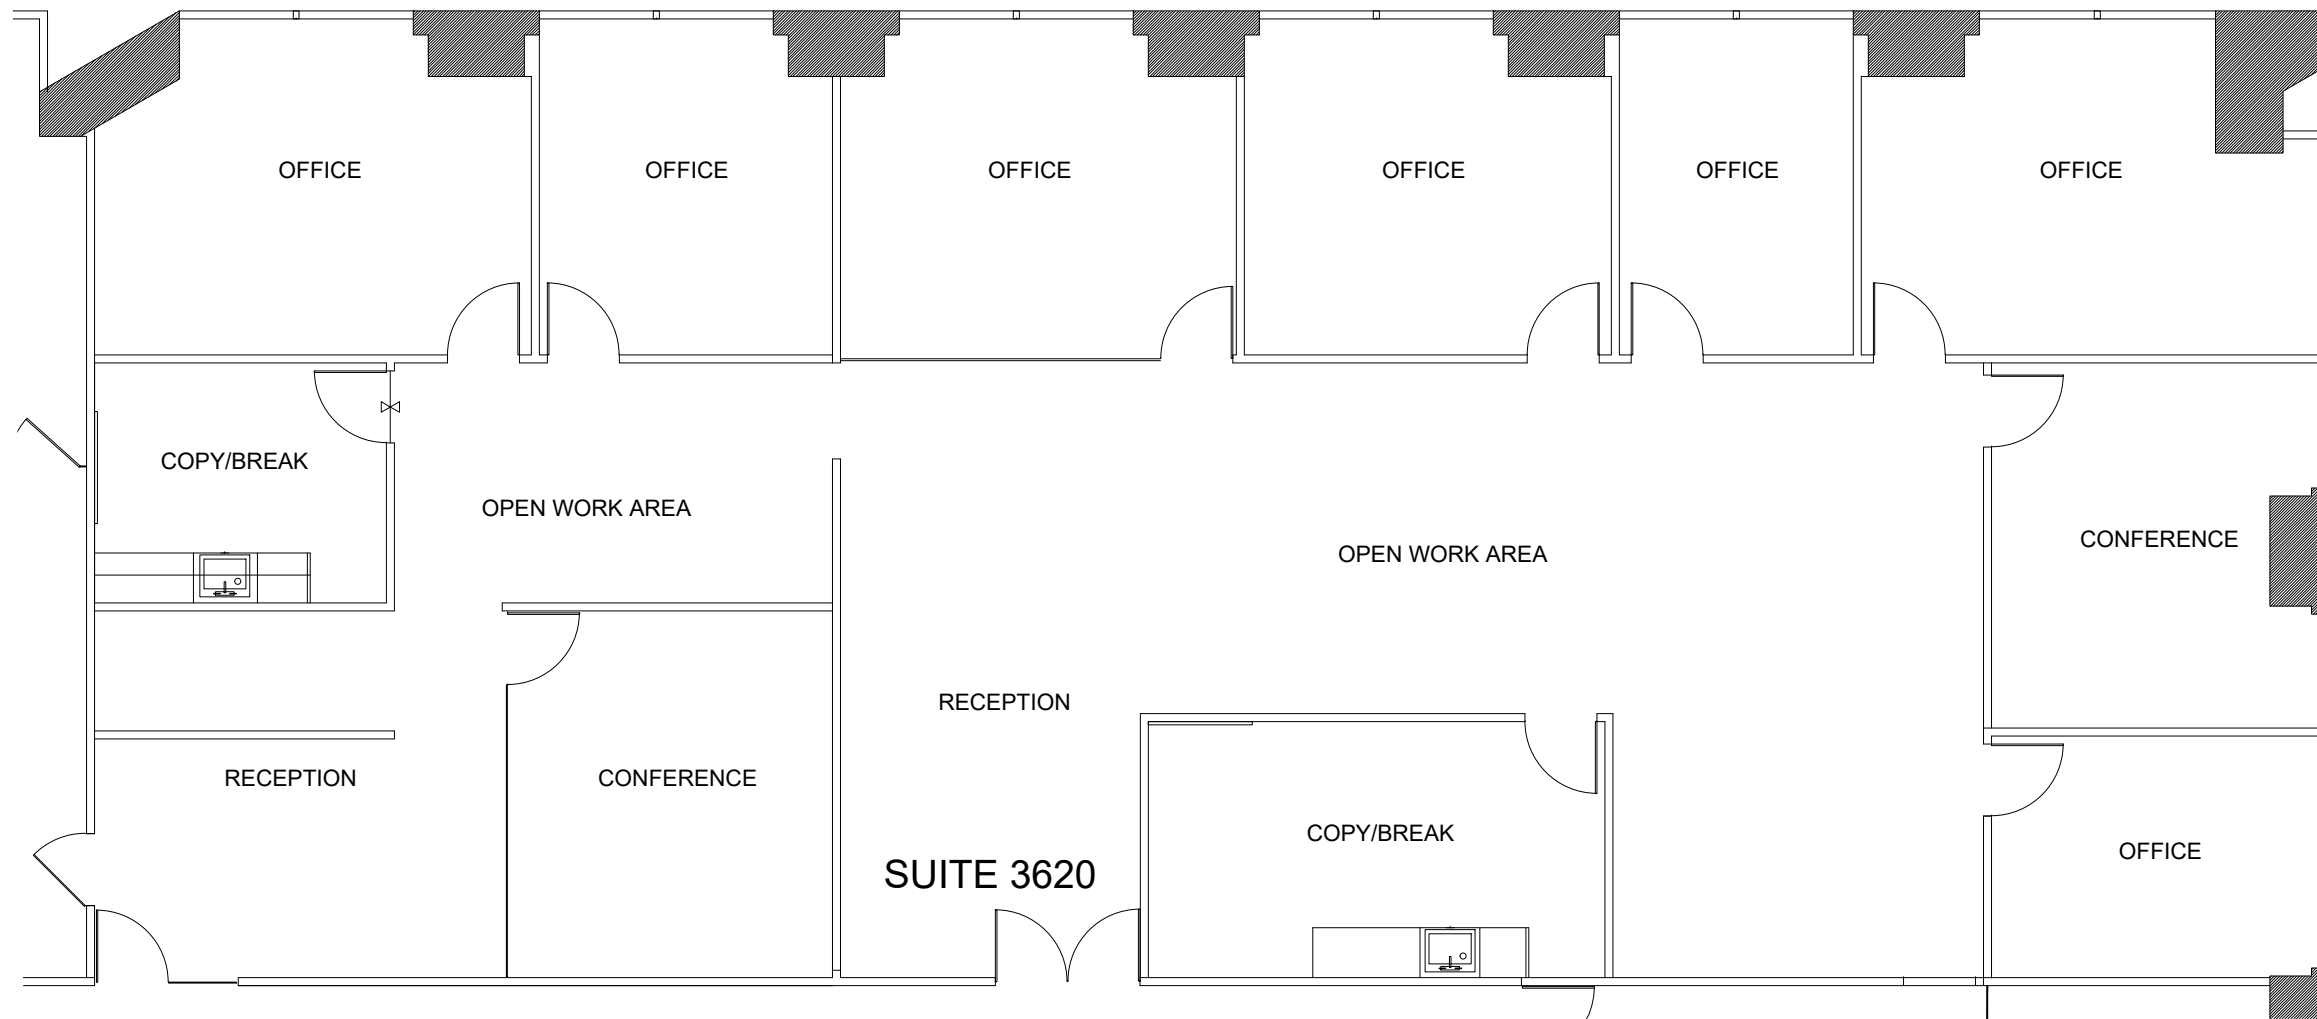 OFFICE
OFFICE
OFFICE
OFFICE
OFFICE
OFFICE
COPY/BREAK
OPEN WORK AREA
OPEN WORK AREA
CONFERENCE
RECEPTION
RECEPTION
CONFERENCE
COPY/BREAK
OFFICE
SUITE 3620